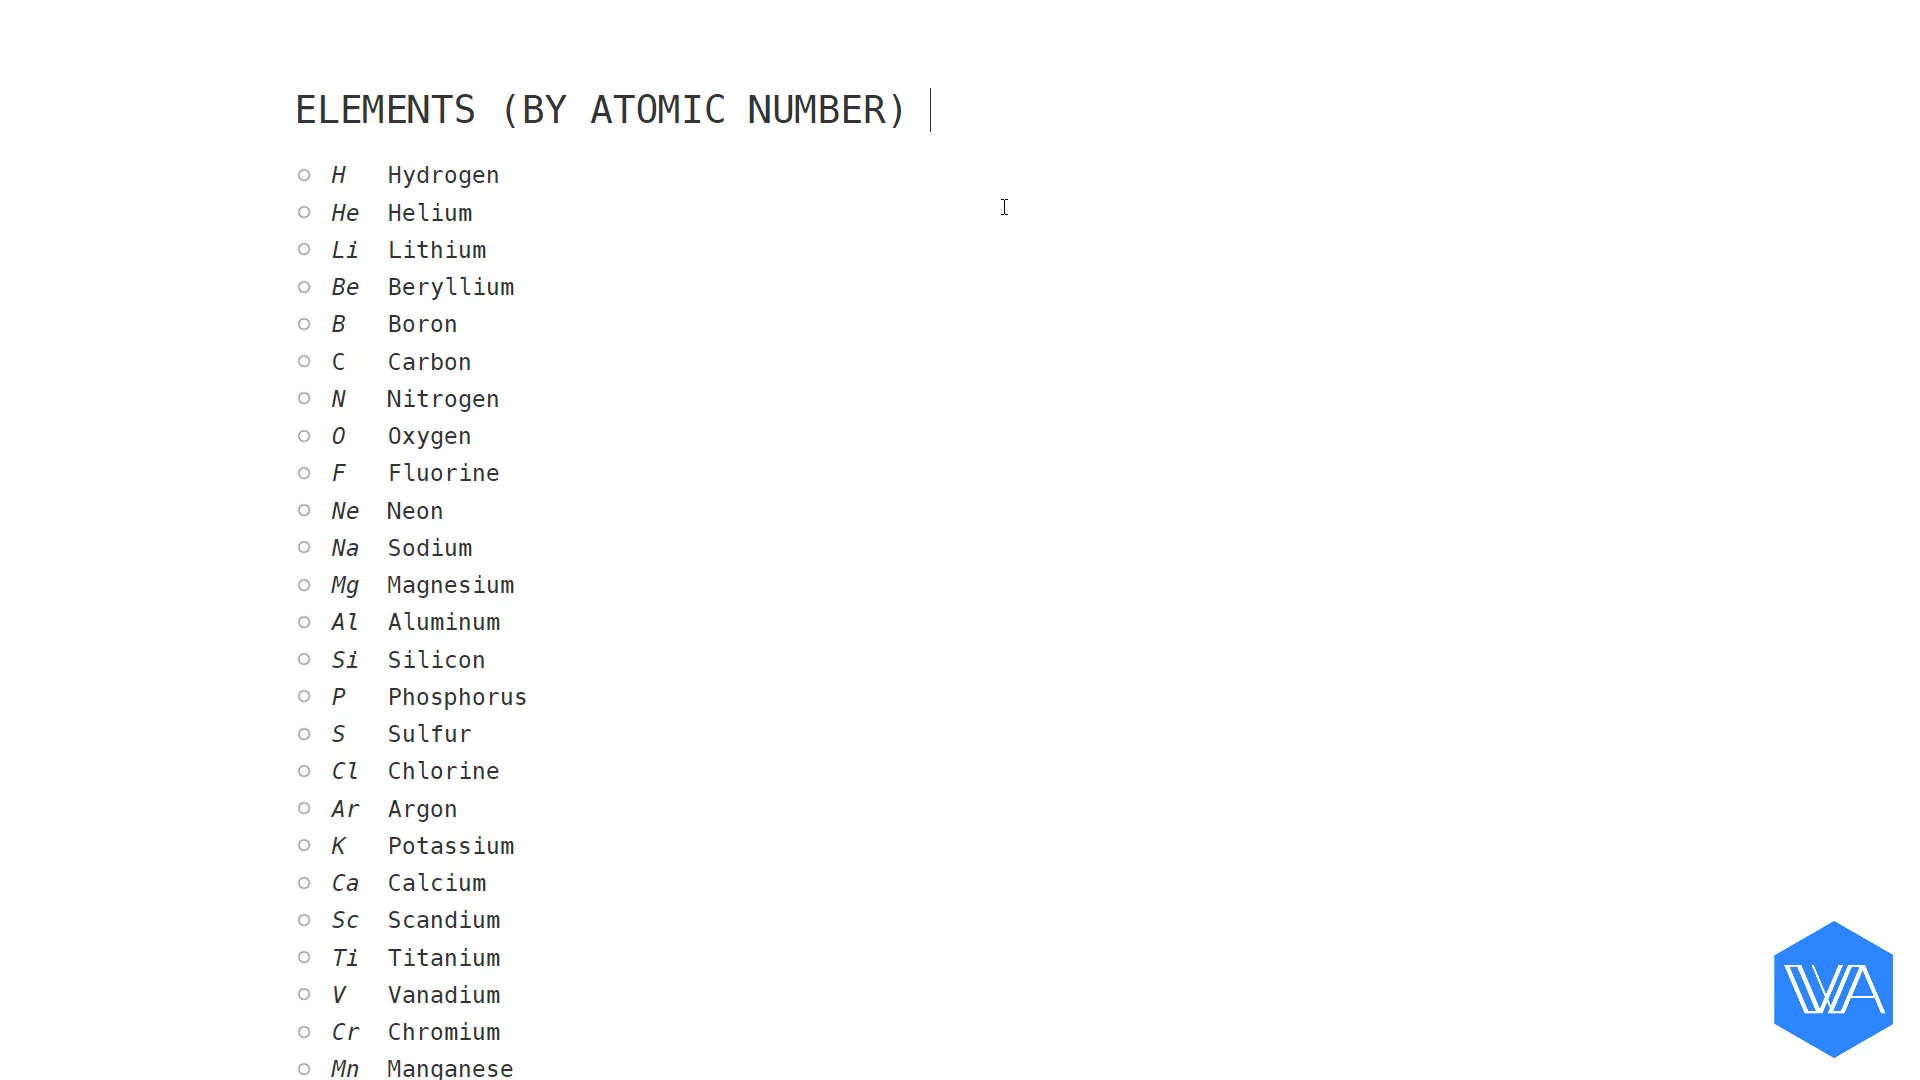 ELEMENTS (BY ATOMIC NUMBER)
H Hydrogen
He Helium
Li Lithium
Be Beryllium
B Boron
C Carbon
N Nitrogen
O Oxygen
F Fluorine
Ne Neon
Na Sodium
Mg Magnesium
Al Aluminum
Si Silicon
P Phosphorus
S Sulfur
Cl Chlorine
Ar Argon
K Potassium
Ca Calcium
Sc Scandium
Ti Titanium
V Vanadium
Cr Chromium
Mn Manganese
VVA